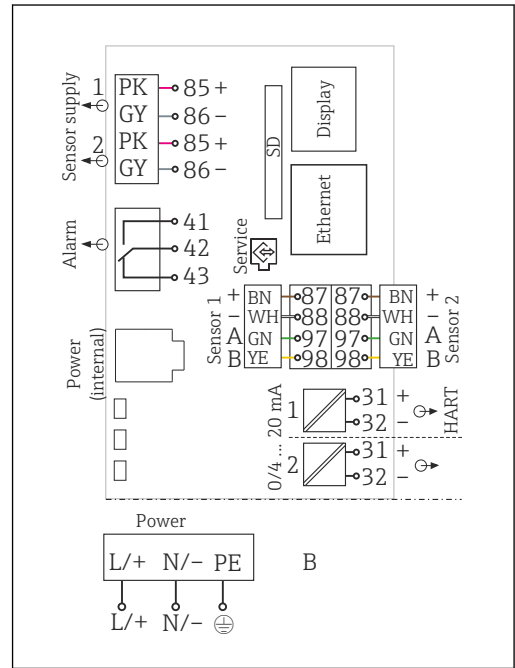 Sensor supply
1 PK 85 +
GY 86 -
2 PK 85 +
GY 86 -
SD
Display
Ethernet
Alarm
41
42
43
Service
Power
(internal)
Sensor 1
+ BN 87 87 BN +
- WH 88 88 WH -
A GN 97 97 GN A
B YE 98 98 YE B
Sensor 2
0/4 ... 20 mA
1 31 +
32 -
HART
2 31 +
32 -
Power
L/+ N/- PE
B
L/+ N/-